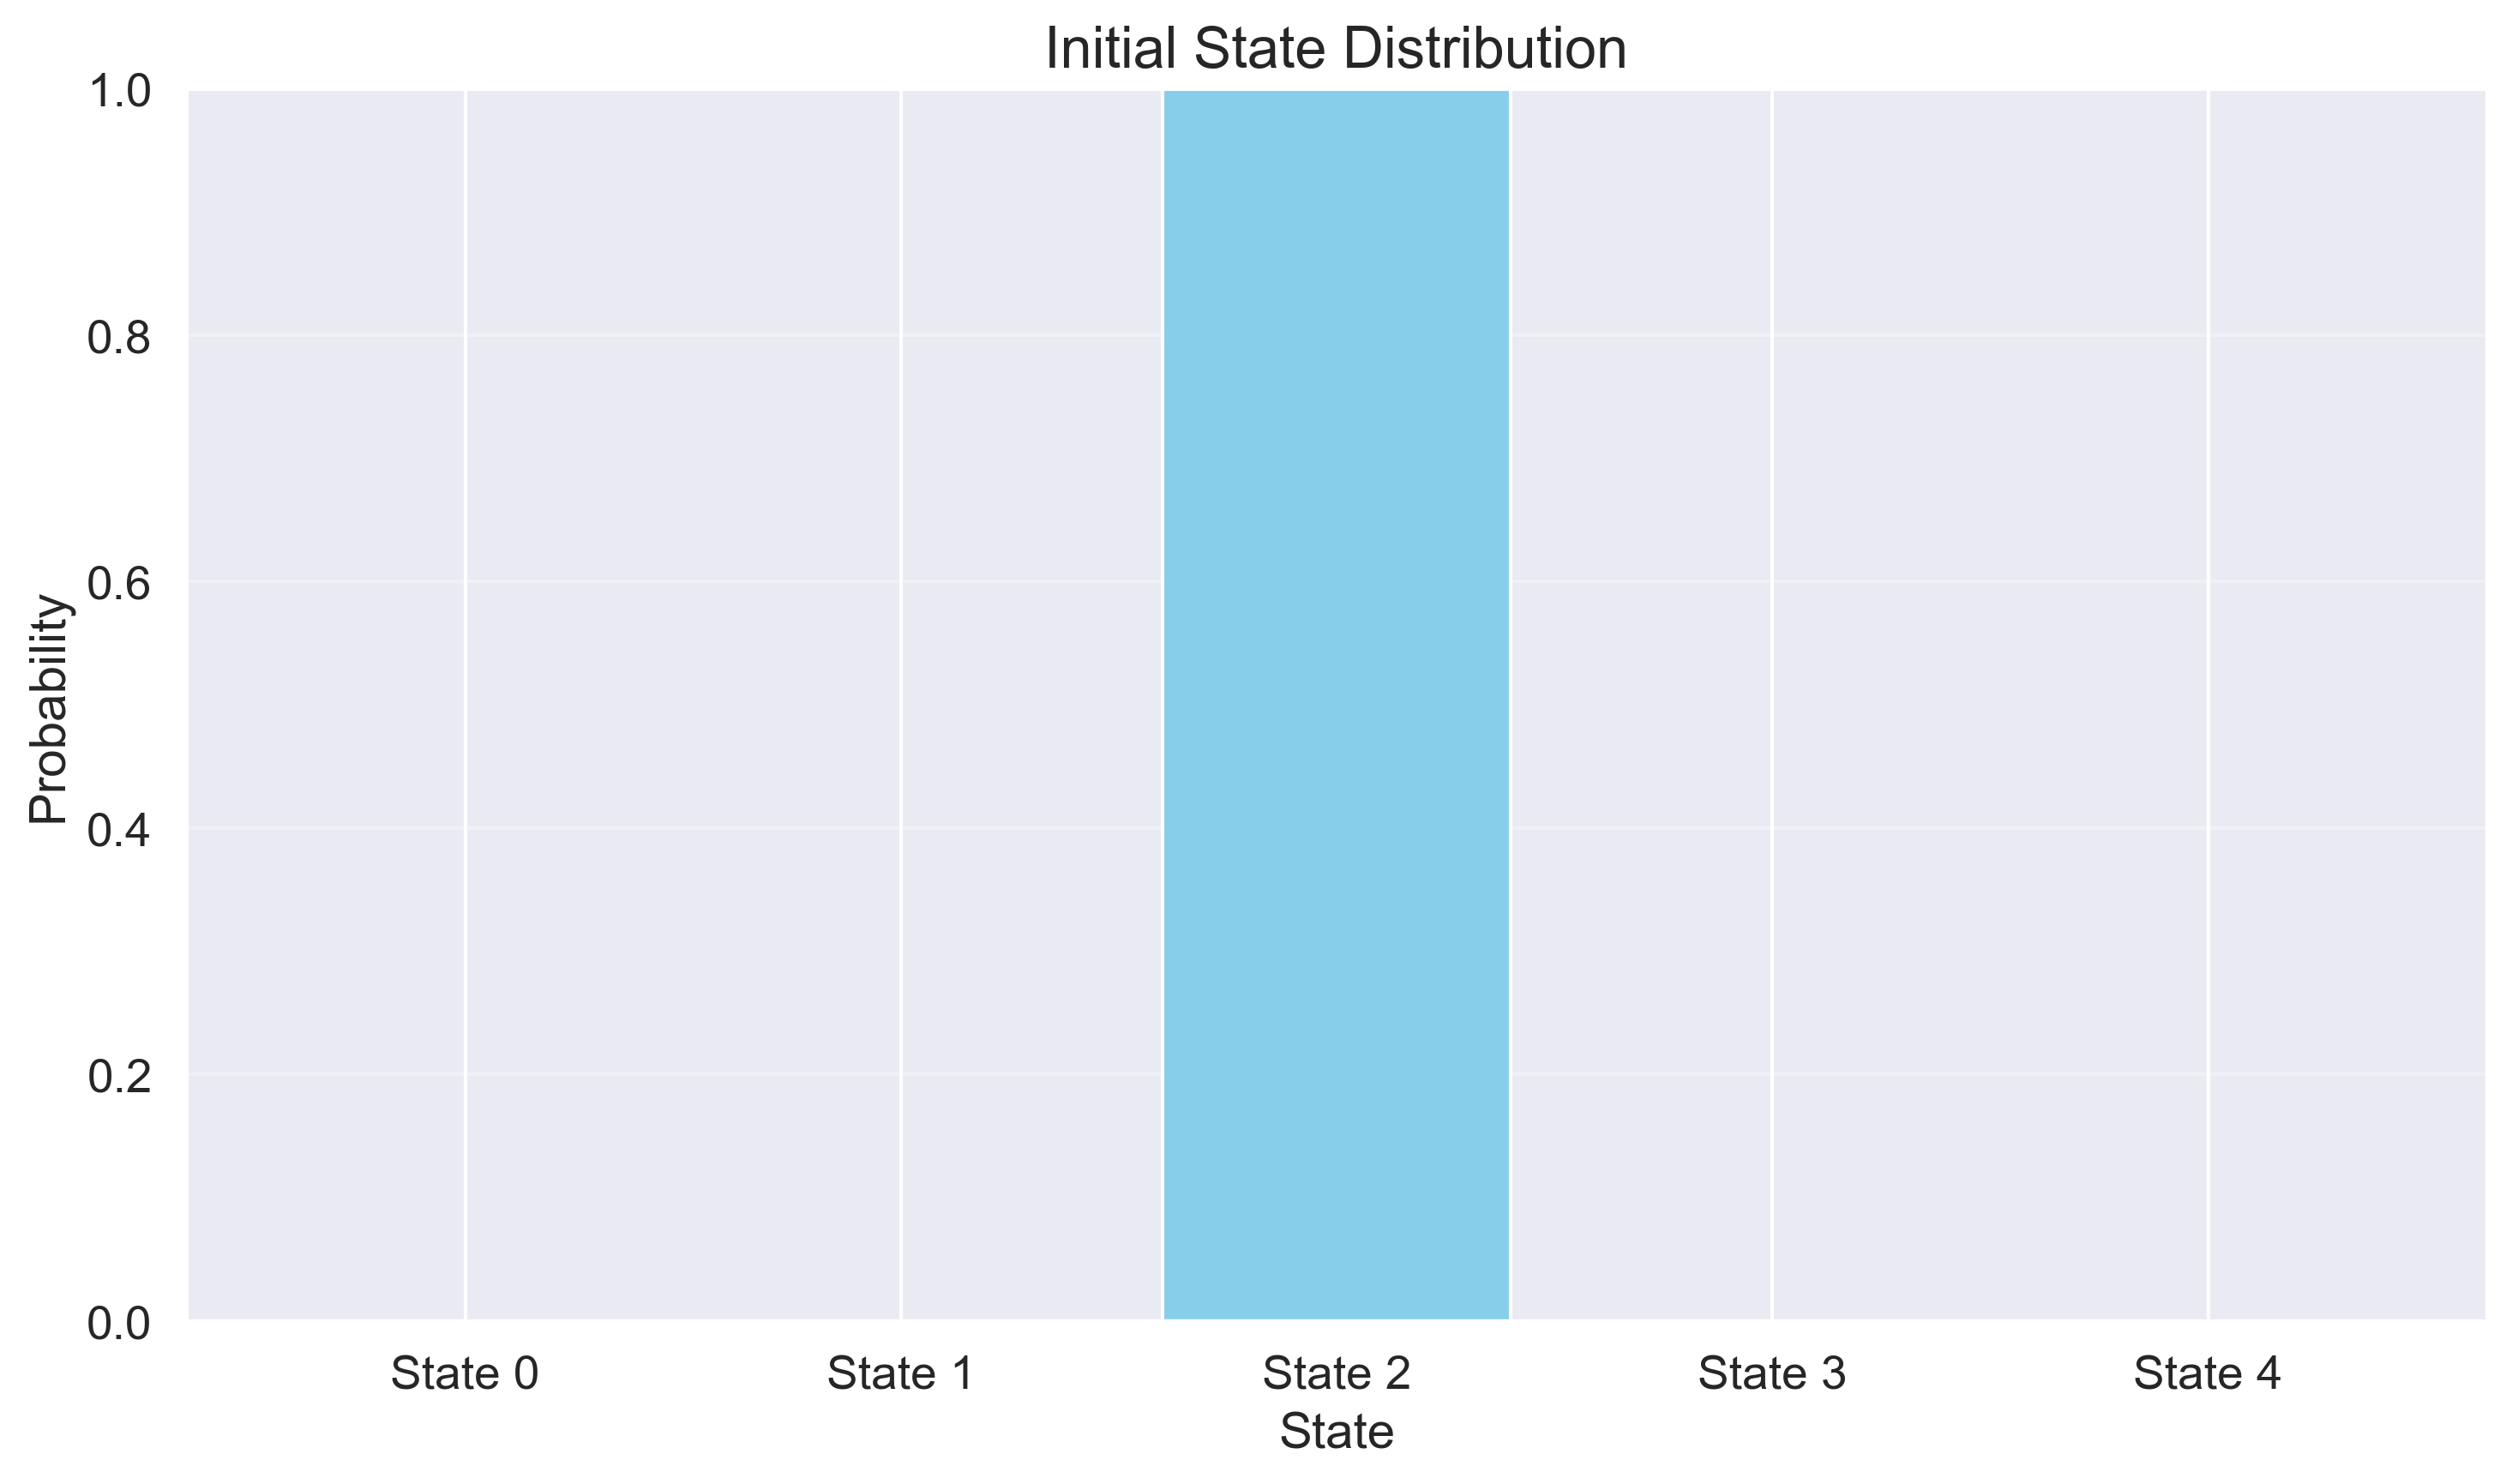 Initial State Distribution
1.0
0.8
0.6
0.4
0.2
0.0
Probability
State 0
State 1
State 2
State 3
State 4
State